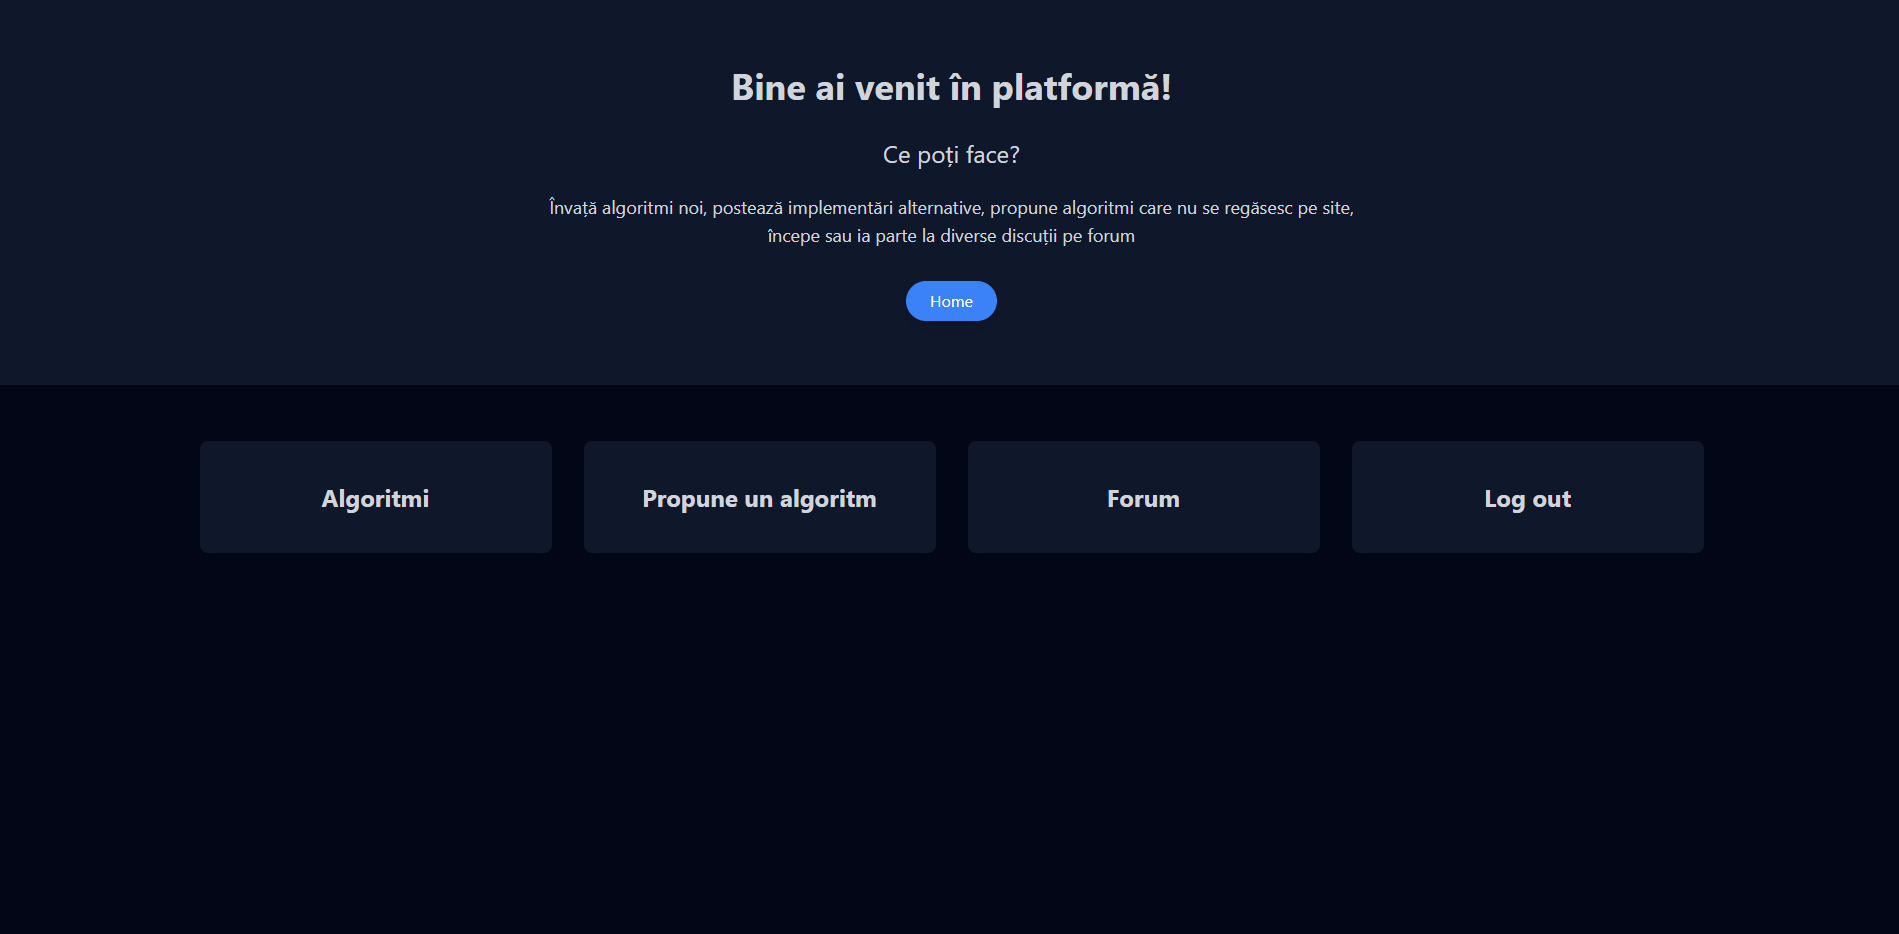 Bine ai venit în platformă!
Ce poți face?
Învață algoritmi noi, postează implementări alternative, propune algoritmi care nu se regăsesc pe site,
începe sau ia parte la diverse discuții pe forum
Home
Algoritmi
Propune un algoritm
Forum
Log out